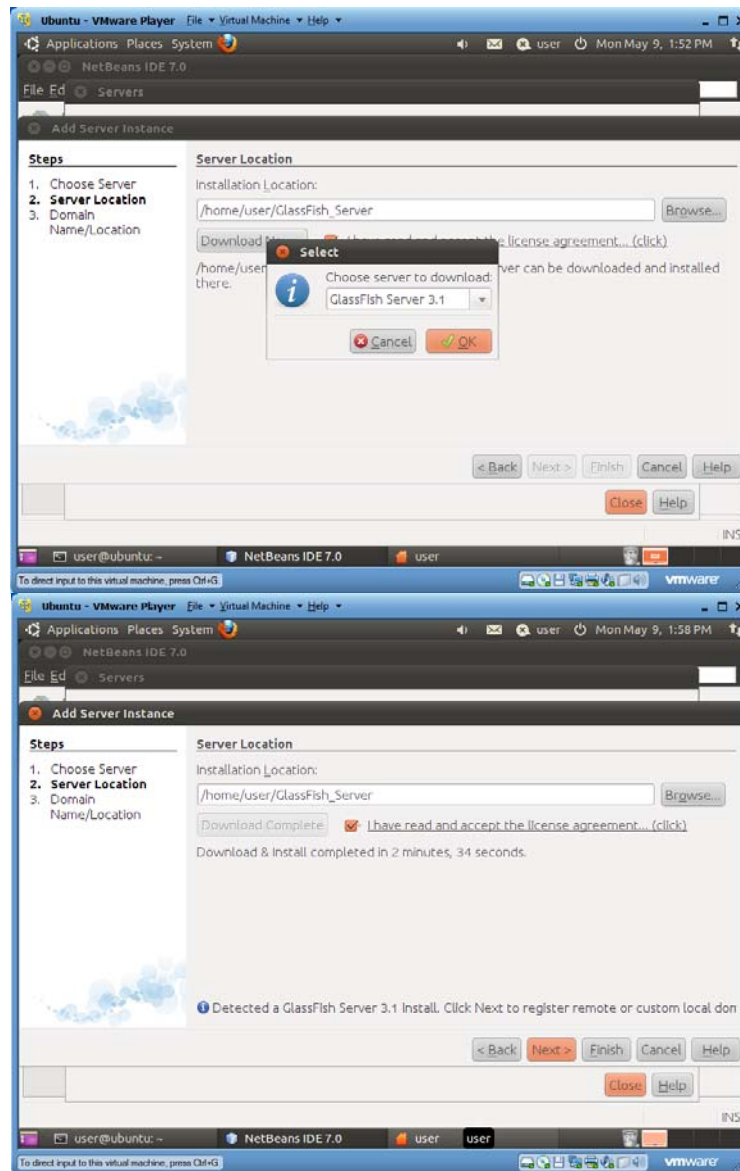 Ubuntu - VMware Player File Virtual Machine Help
Applications Places System user Mon May 9, 1:52 PM
NetBeans IDE 7.0
File Ed Servers
Add Server Instance
Steps
Server Location
1. Choose Server
2. Server Location
3. Domain Name/Location
Installation Location:
/home/user/GlassFish_Server Browse...
Download I have read and accept the license agreement... (click)
/home/user ver can be downloaded and installed
there.
Select
Choose server to download:
GlassFish Server 3.1
Cancel OK
< Back Next > Finish Cancel Help
Close Help
INS
user@ubuntu: ~ NetBeans IDE 7.0 user
To direct input to this virtual machine, press Ctrl+G. vmware
Ubuntu - VMware Player File Virtual Machine Help
Applications Places System user Mon May 9, 1:58 PM
NetBeans IDE 7.0
File Ed Servers
Add Server Instance
Steps
Server Location
1. Choose Server
2. Server Location
3. Domain Name/Location
Installation Location:
/home/user/GlassFish_Server Browse...
Download Complete I have read and accept the license agreement... (click)
Download & Install completed in 2 minutes, 34 seconds.
Detected a GlassFish Server 3.1 Install. Click Next to register remote or custom local dom
< Back Next > Finish Cancel Help
Close Help
INS
user@ubuntu: ~ NetBeans IDE 7.0 user user
To direct input to this virtual machine, press Ctrl+G. vmware